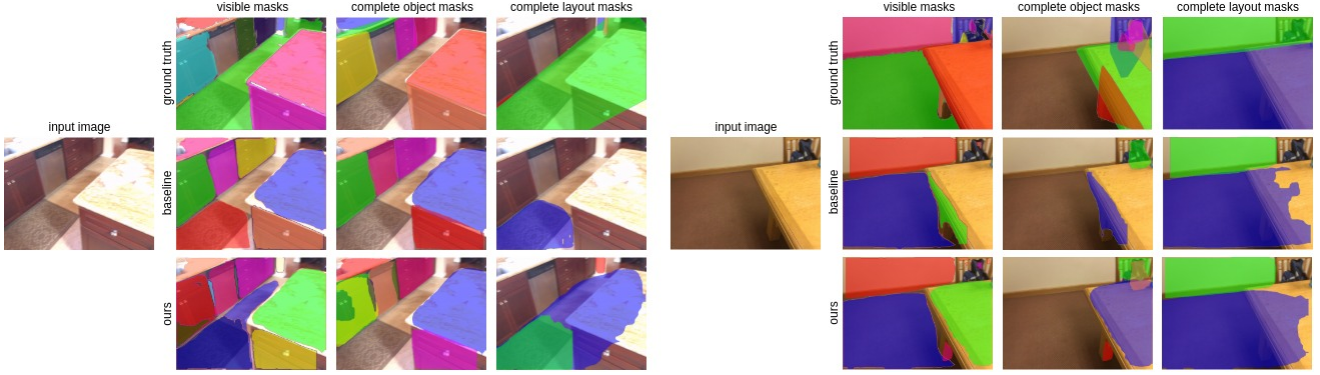 visible masks complete object masks complete layout masks
ground truth
input image
baseline
ours
visible masks complete object masks complete layout masks
ground truth
input image
baseline
ours